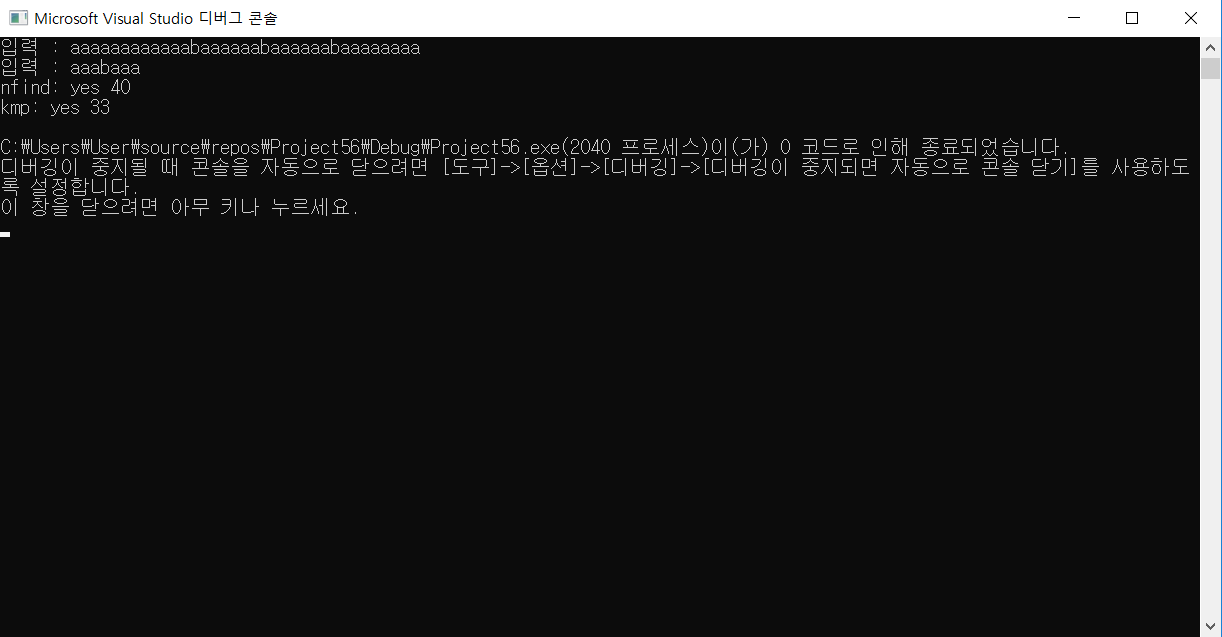 Microsoft Visual Studio 디버그 콘솔
입력 : aaaaaaaaaaaabaaaaaabaaaaaabaaaaaaaa
입력 : aaabaaa
nfind: yes 40
kmp: yes 33
C:₩Users₩User₩source₩repos₩Project56₩Debug₩Project56.exe(2040 프로세스)이(가) 0 코드로 인해 종료되었습니다.
디버깅이 중지될 때 콘솔을 자동으로 닫으려면 [도구]->[옵션]->[디버깅]->[디버깅이 중지되면 자동으로 콘솔 닫기]를 사용하도
록 설정합니다.
이 창을 닫으려면 아무 키나 누르세요.